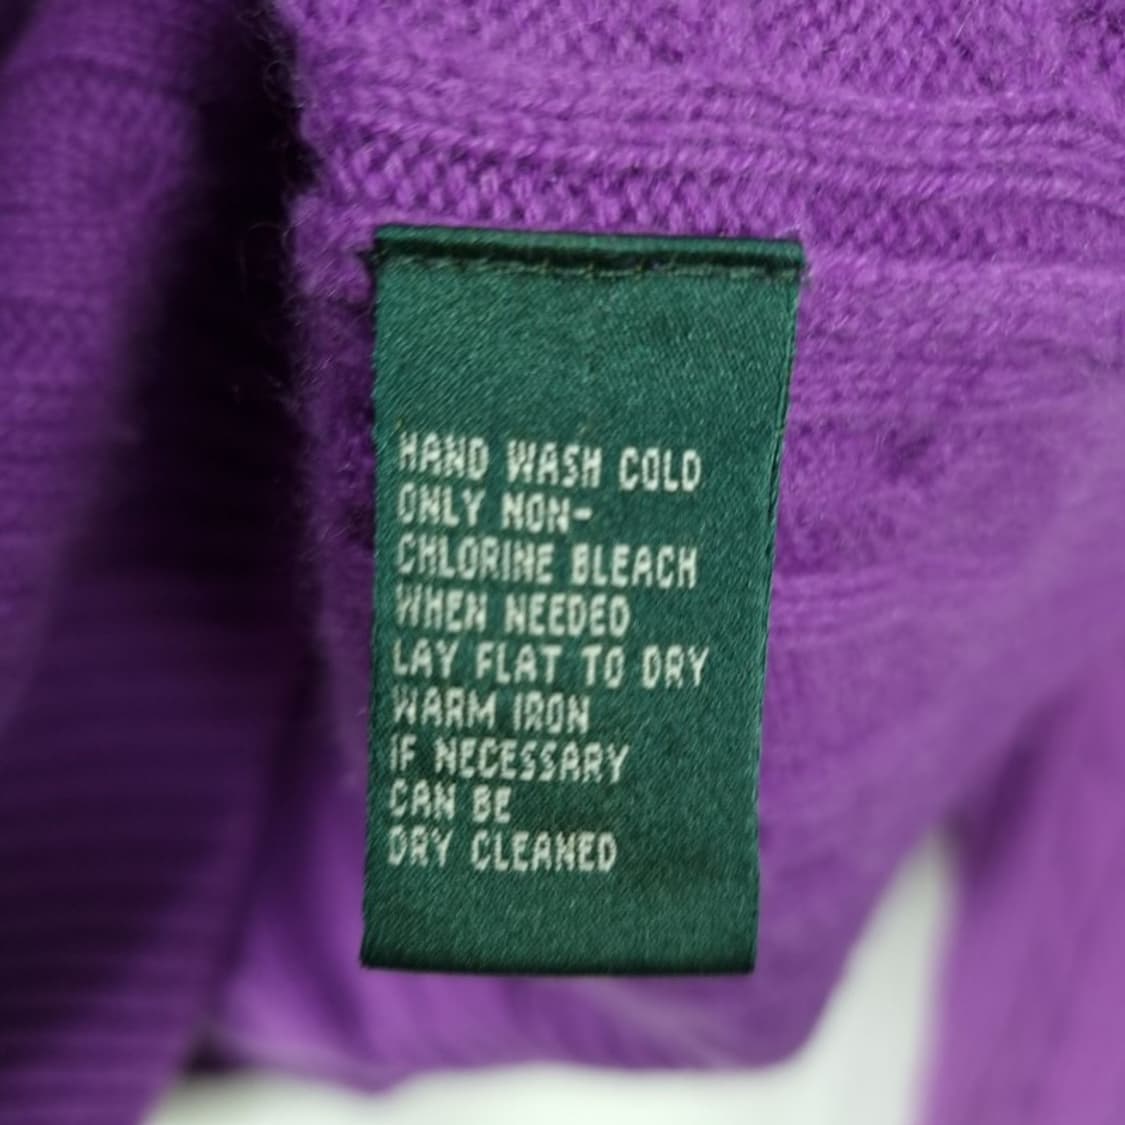 HAND WASH COLD
ONLY NON-
CHLORINE BLEACH
WHEN NEEDED
LAY FLAT TO DRY
WARM IRON
IF NECESSARY
CAN BE
DRY CLEANED